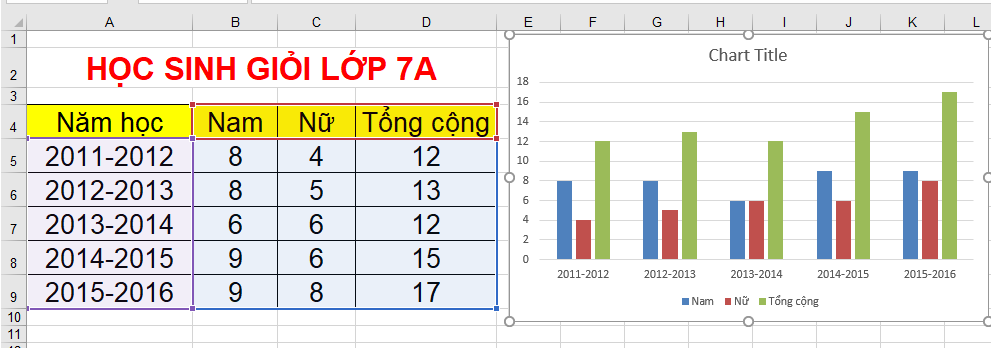 A B C D E F G H I J K L
1
2 HỌC SINH GIỎI LỚP 7A
3
4 Năm học Nam Nữ Tổng cộng
5 2011-2012 8 4 12
6 2012-2013 8 5 13
7 2013-2014 6 6 12
8 2014-2015 9 6 15
9 2015-2016 9 8 17
10
11
Chart Title
18
16
14
12
10
8
6
4
2
0
2011-2012 2012-2013 2013-2014 2014-2015 2015-2016
Nam Nữ Tổng cộng